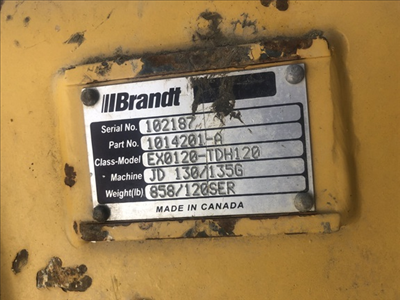 Brandt
Serial No. 102187
Part No. 1014201-A
Class-Model EX0120-TDH120
Machine JD 130/135G
Weight(lb) 858/120SER
MADE IN CANADA